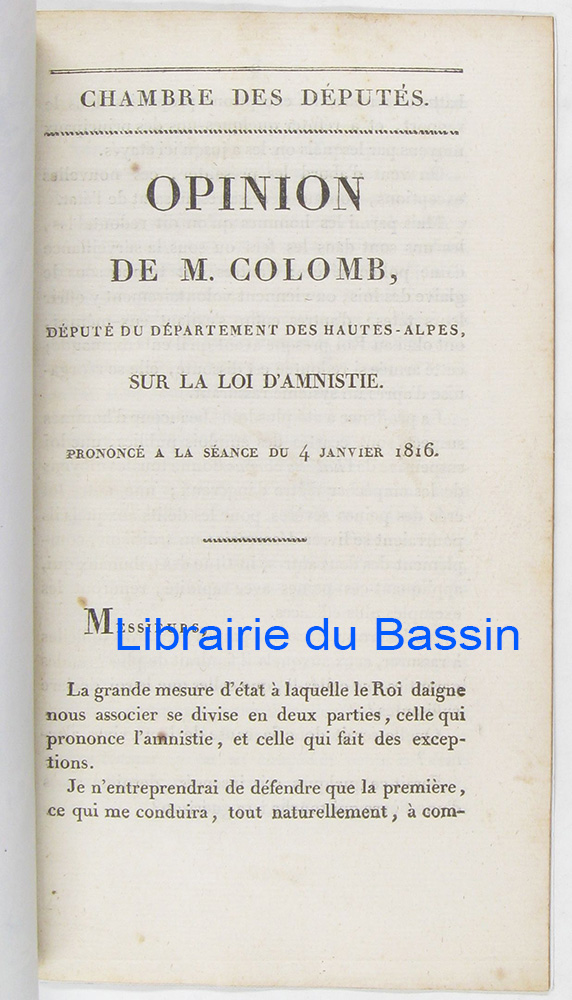 CHAMBRE DES DÉPUTÉS.
OPINION
DE M. COLOMB,
DÉPUTÉ DU DÉPARTEMENT DES HAUTES-ALPES,
SUR LA LOI D'AMNISTIE.
PRONONCÉ A LA SÉANCE DU 4 JANVIER 1816.
MESSIEURS,
Librairie du Bassin
La grande mesure d'état à laquelle le Roi daigne
nous associer se divise en deux parties, celle qui
prononce l'amnistie, et celle qui fait des excep-
tions.
Je n'entreprendrai de défendre que la première,
ce qui me conduira, tout naturellement, à com-